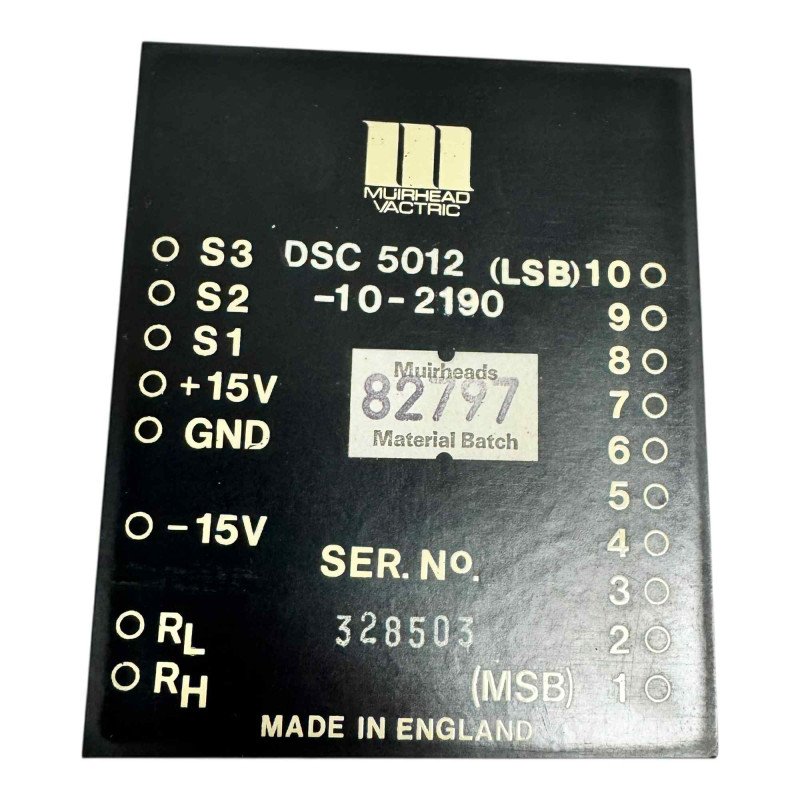 MUIRHEAD
VACTRIC
S3 DSC 5012 (LSB) 10
S2 -10-2190 9
S1 8
+15V Muirheads 7
82797
GND Material Batch 6
5
-15V 4
SER. No. 3
RL 328503 2
RH (MSB) 1
MADE IN ENGLAND